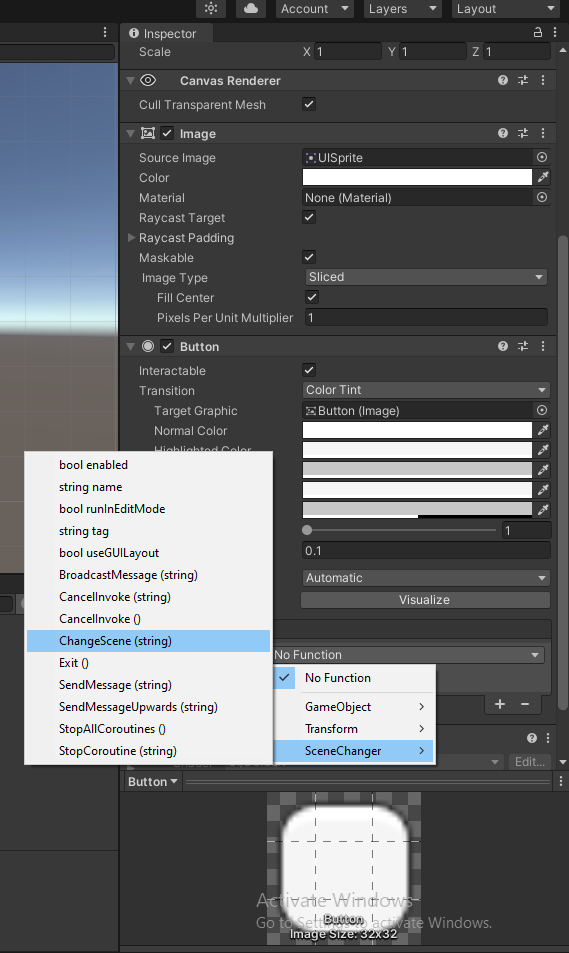 Account
Layers
Layout
Inspector
Scale
X 1
Y 1
Z 1
Canvas Renderer
Cull Transparent Mesh
Image
Source Image
UISprite
Color
Material
None (Material)
Raycast Target
Raycast Padding
Maskable
Image Type
Sliced
Fill Center
Pixels Per Unit Multiplier
1
Button
Interactable
Transition
Color Tint
Target Graphic
Button (Image)
Normal Color
Highlighted Color
1
0.1
Automatic
Visualize
bool enabled
string name
bool runInEditMode
string tag
bool useGUILayout
BroadcastMessage (string)
CancelInvoke (string)
CancelInvoke ()
ChangeScene (string)
Exit ()
SendMessage (string)
SendMessageUpwards (string)
StopAllCoroutines ()
StopCoroutine (string)
No Function
No Function
GameObject
Transform
SceneChanger
Edit...
Button
Activate Windows
Go to Settings to activate Windows.
Button
Image Size: 32x32